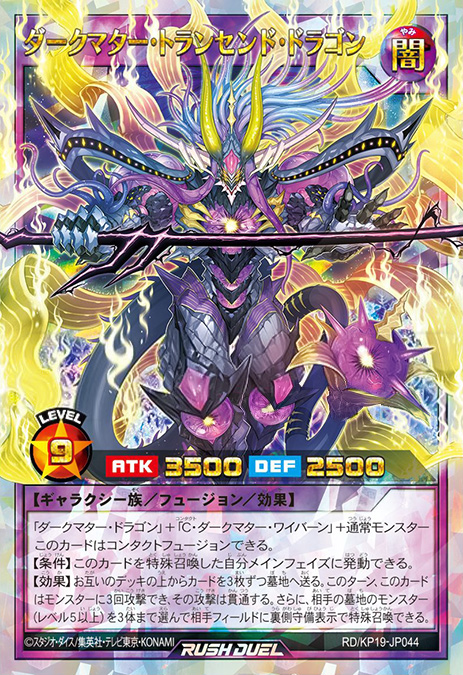 ダークマター・トランセンド・ドラゴン
やみ
闇
LEVEL
9
ATK 3500 DEF 2500
【ギャラクシー族／フュージョン／効果】
「ダークマター・ドラゴン」＋「C・ダークマター・ワイバーン」＋通常モンスター
このカードはコンタクトフュージョンできる。
【条件】このカードを特殊召喚した自分メインフェイズに発動できる。
【効果】お互いのデッキの上からカードを3枚ずつ墓地へ送る。このターン、このカード
はモンスターに3回攻撃でき、その攻撃は貫通する。さらに、相手の墓地のモンスター
（レベル5以上）を3体まで選んで相手フィールドに裏側守備表示で特殊召喚できる。
©スタジオ・ダイス/集英社・テレビ東京・KONAMI
RUSH DUEL
RD/KP19-JP044